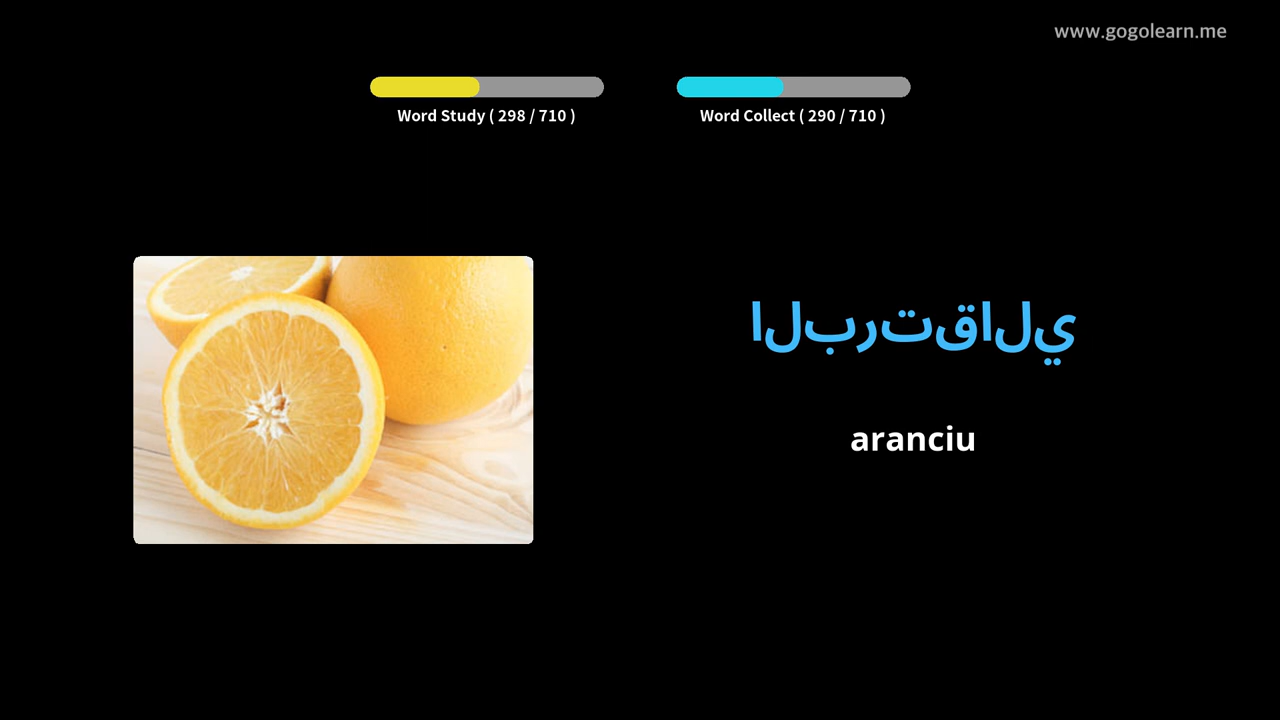 www.gogolearn.me
Word Study ( 298 / 710 )
Word Collect ( 290 / 710 )
البرتقالي
aranciu